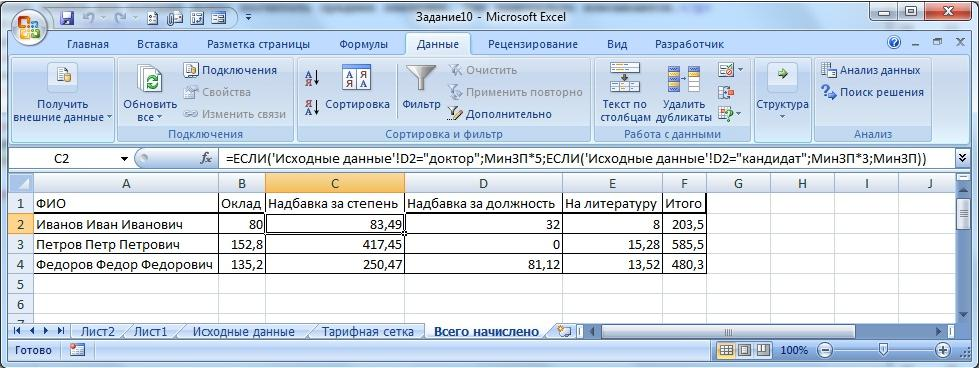 Задание10 - Microsoft Excel
Главная Вставка Разметка страницы Формулы Данные Рецензирование Вид Разработчик
Получить внешние данные
Обновить все
Подключения
Свойства
Изменить связи
Подключения
Сортировка
Фильтр
Очистить
Применить повторно
Дополнительно
Сортировка и фильтр
Текст по столбцам
Удалить дубликаты
Работа с данными
Структура
Анализ данных
Поиск решения
Анализ
C2 fx =ЕСЛИ('Исходные данные'!D2="доктор";МинЗП*5;ЕСЛИ('Исходные данные'!D2="кандидат";МинЗП*3;МинЗП))
A B C D E F G H I J
1 ФИО Оклад Надбавка за степень Надбавка за должность На литературу Итого
2 Иванов Иван Иванович 80 83,49 32 8 203,5
3 Петров Петр Петрович 152,8 417,45 0 15,28 585,5
4 Федоров Федор Федорович 135,2 250,47 81,12 13,52 480,3
5
6
Лист2 Лист1 Исходные данные Тарифная сетка Всего начислено
Готово 100%